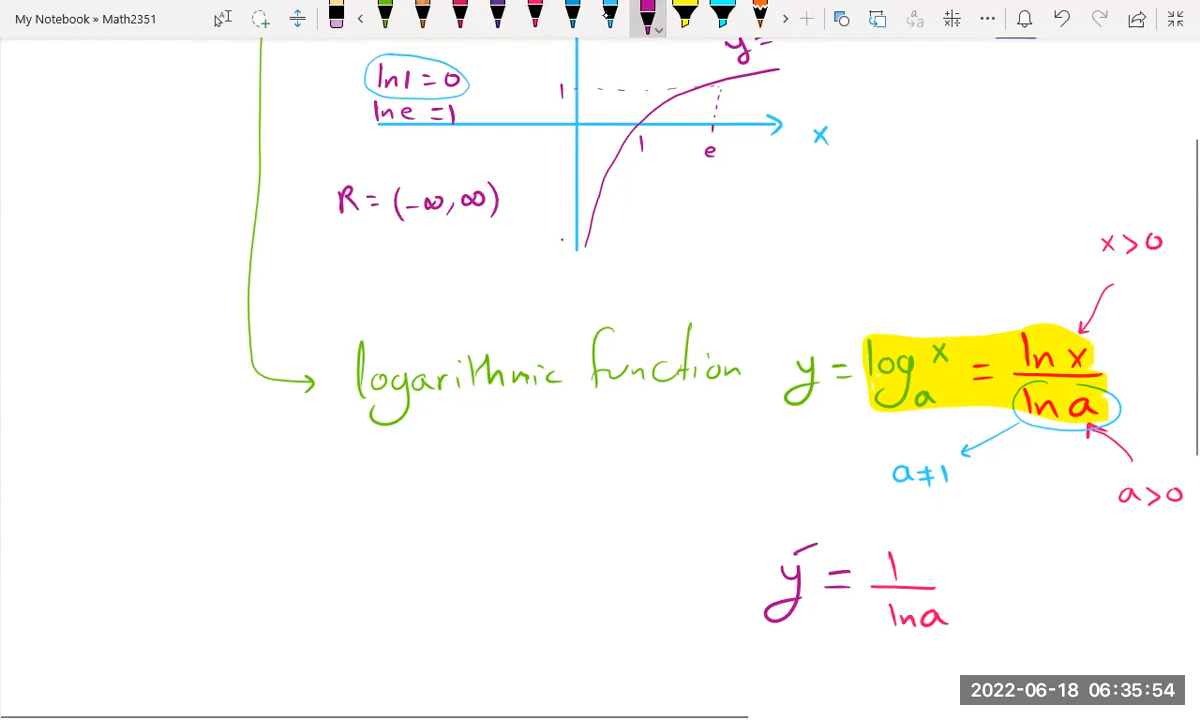 My Notebook » Math2351
y =
ln1 = 0
ln e = 1
1
1
e
x
R = (-∞, ∞)
x > 0
logarithmic function y = log_a^x = ln x / ln a
a ≠ 1
a > 0
y' = 1 / ln a
2022-06-18 06:35:54